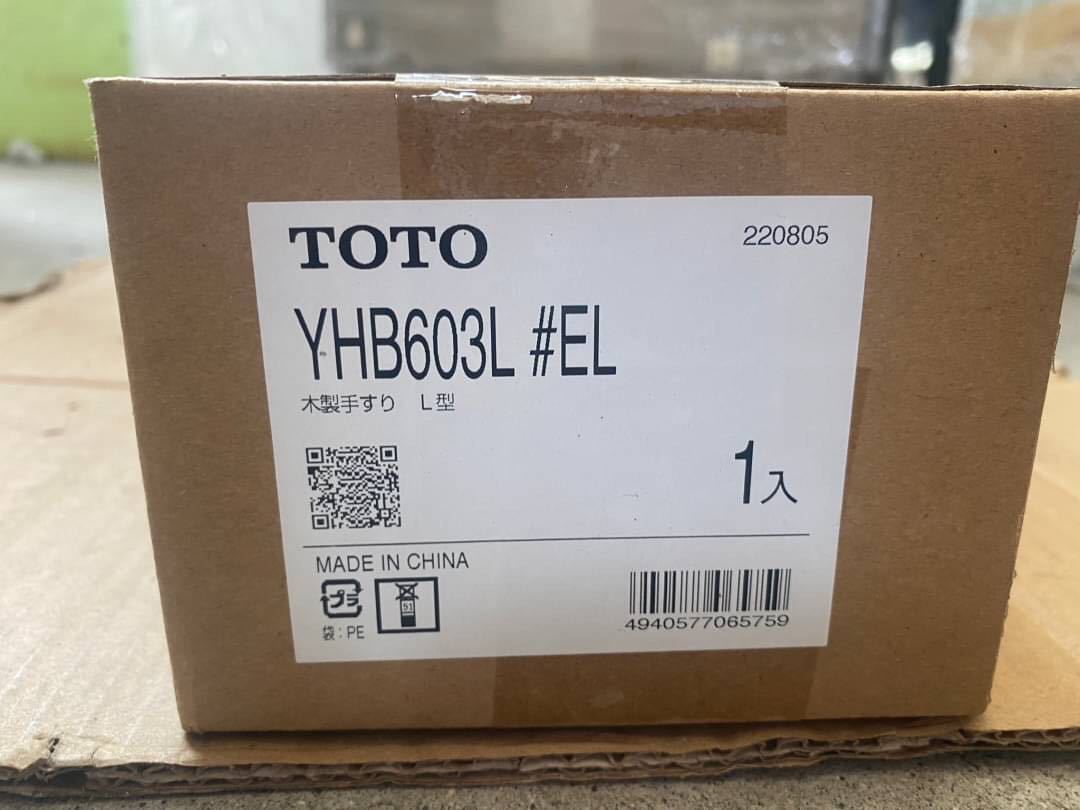 TOTO
220805
YHB603L #EL
木製手すり L型
1入
MADE IN CHINA
プラ
51
袋:PE
4940577065759